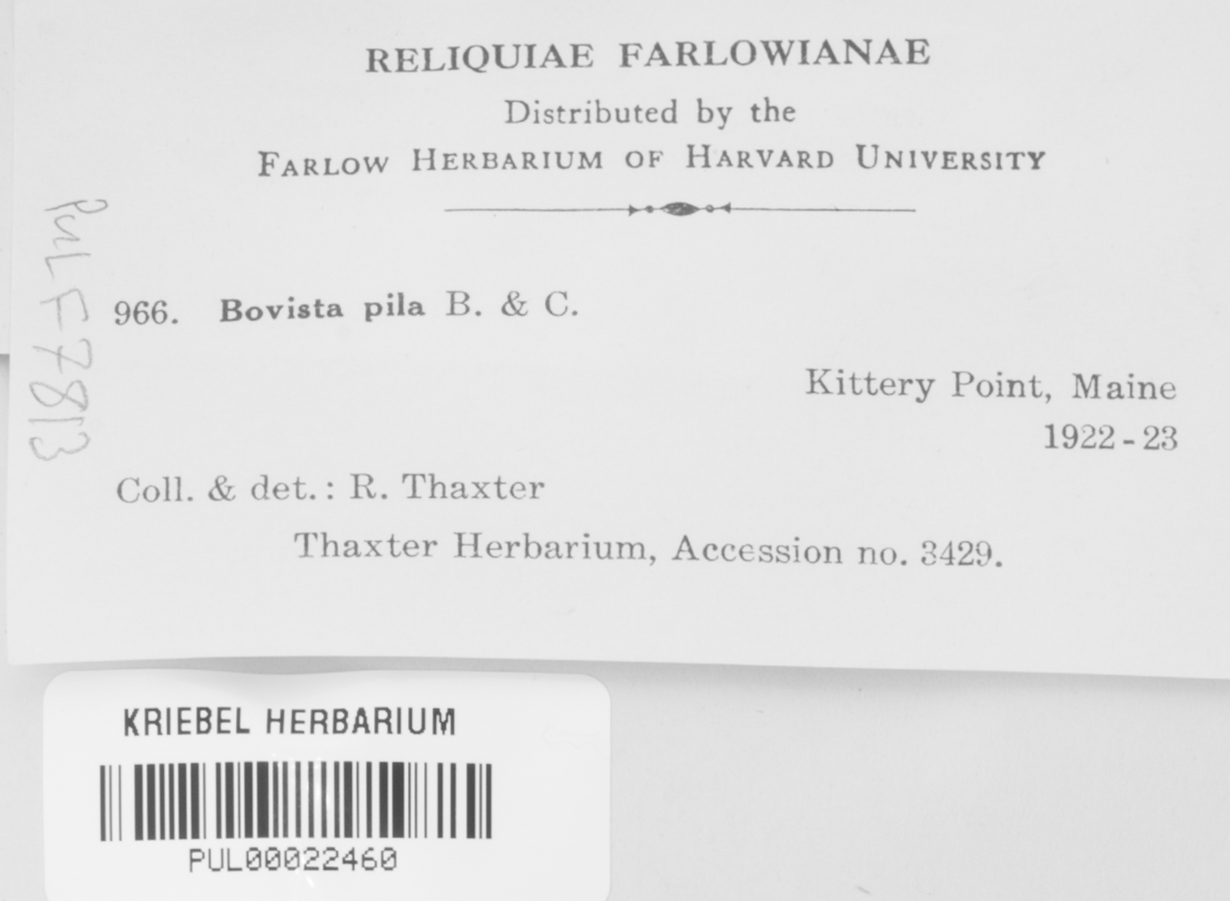 RELIQUIAE FARLOWIANAE
Distributed by the
FARLOW HERBARIUM OF HARVARD UNIVERSITY
PUL F 7813
966. Bovista pila B. & C.
Kittery Point, Maine
1922-23
Coll. & det.: R. Thaxter
Thaxter Herbarium, Accession no. 3429.
KRIEBEL HERBARIUM
PUL00022460